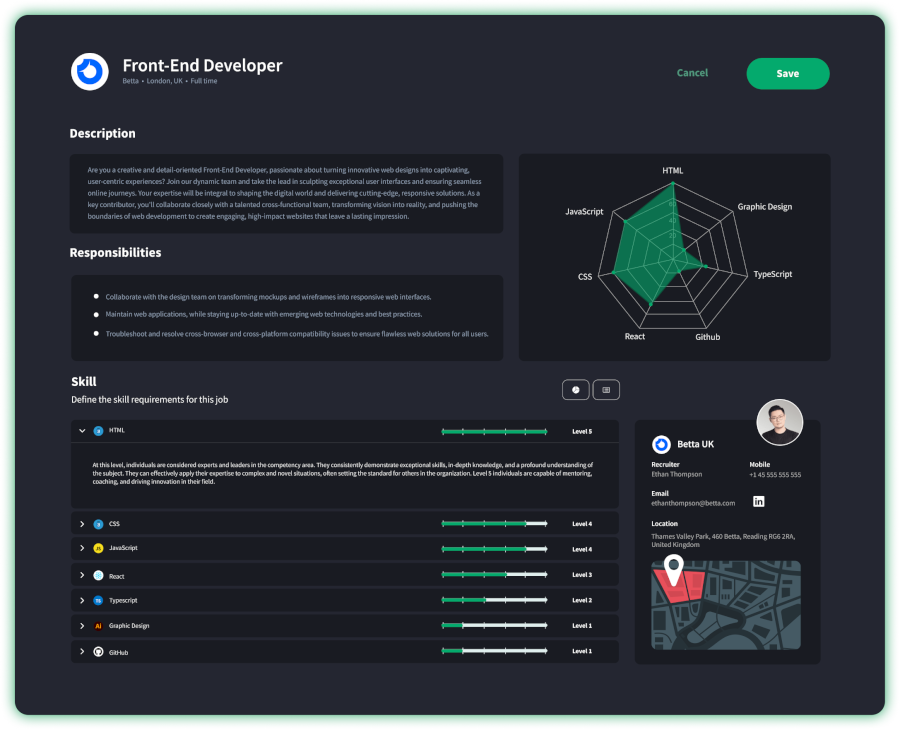 Front-End Developer
Betta • London, UK • Full time
Cancel
Save
Description
Are you a creative and detail-oriented Front-End Developer, passionate about turning innovative web designs into captivating,
user-centric experiences? Join our dynamic team and take the lead in sculpting exceptional user interfaces and ensuring seamless
online journeys. Your expertise will be integral to shaping the digital world and delivering cutting-edge, responsive solutions. As a
key contributor, you'll collaborate closely with a talented cross-functional team, transforming vision into reality, and pushing the
boundaries of web development to create engaging, high-impact websites that leave a lasting impression.
HTML
Graphic Design
TypeScript
Github
React
CSS
JavaScript
Responsibilities
Collaborate with the design team on transforming mockups and wireframes into responsive web interfaces.
Maintain web applications, while staying up-to-date with emerging web technologies and best practices.
Troubleshoot and resolve cross-browser and cross-platform compatibility issues to ensure flawless web solutions for all users.
Skill
Define the skill requirements for this job
HTML
Level 5
At this level, individuals are considered experts and leaders in the competency area. They consistently demonstrate exceptional skills, in-depth knowledge, and a profound understanding of
the subject. They can effectively apply their expertise to complex and novel situations, often setting the standard for others in the organization. Level 5 individuals are capable of mentoring,
coaching, and driving innovation in their field.
CSS
Level 4
JavaScript
Level 4
React
Level 3
Typescript
Level 2
Ai
Graphic Design
Level 1
GitHub
Level 1
Betta UK
Recruiter
Ethan Thompson
Mobile
+1 45 555 555 555
Email
ethanthompson@betta.com
in
Location
Thames Valley Park, 460 Betta, Reading RG6 2RA,
United Kingdom